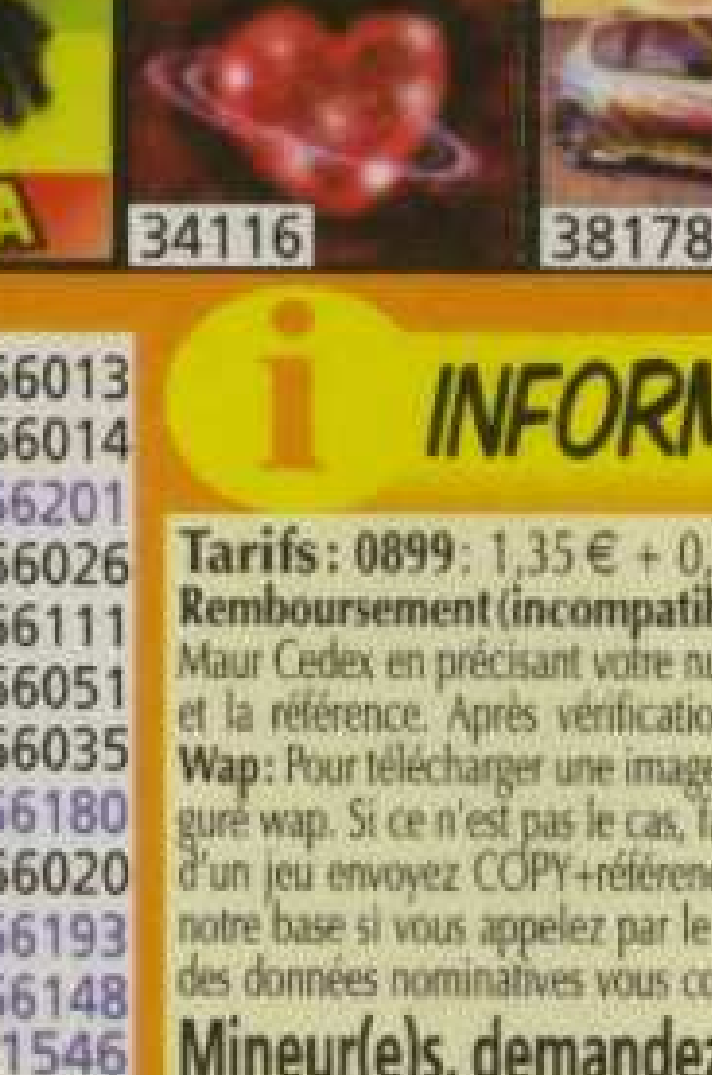 A
34116
38178
i
INFORM
66013
66014
66201
66026
66111
66051
66035
66180
66020
66193
66148
1546
Tarifs : 0899 : 1,35 € + 0,
Remboursement (incompatib
Maur Cedex en précisant votre nu
et la référence. Après vérificatio
Wap : Pour télécharger une image
guré wap. Si ce n'est pas le cas, fa
d'un jeu envoyez COPY+référenc
notre base si vous appelez par le
des données nominatives vous co
Mineur(e)s, demandez